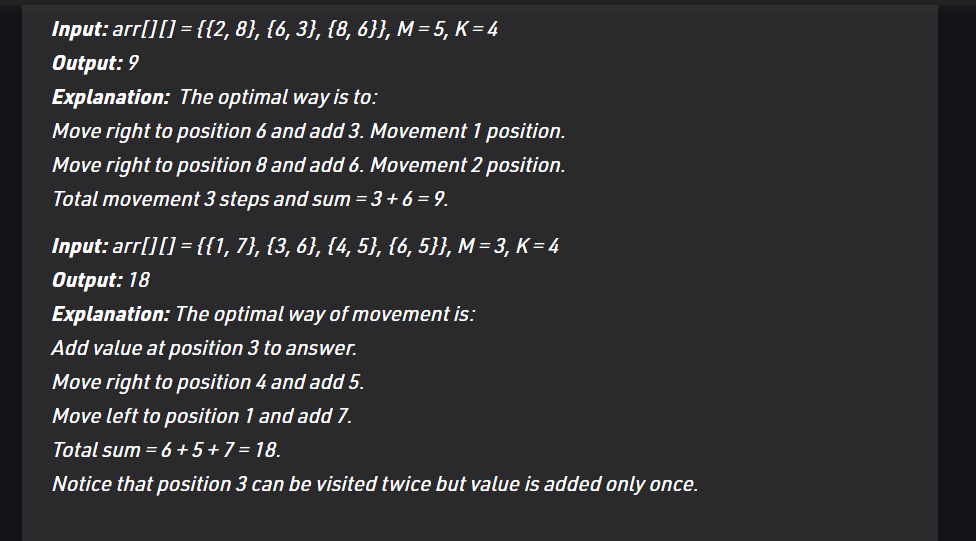 Input: arr[][] = {{2, 8}, {6, 3}, {8, 6}}, M = 5, K = 4
Output: 9
Explanation: The optimal way is to:
Move right to position 6 and add 3. Movement 1 position.
Move right to position 8 and add 6. Movement 2 position.
Total movement 3 steps and sum = 3 + 6 = 9.
Input: arr[][] = {{1, 7}, {3, 6}, {4, 5}, {6, 5}}, M = 3, K = 4
Output: 18
Explanation: The optimal way of movement is:
Add value at position 3 to answer.
Move right to position 4 and add 5.
Move left to position 1 and add 7.
Total sum = 6 + 5 + 7 = 18.
Notice that position 3 can be visited twice but value is added only once.